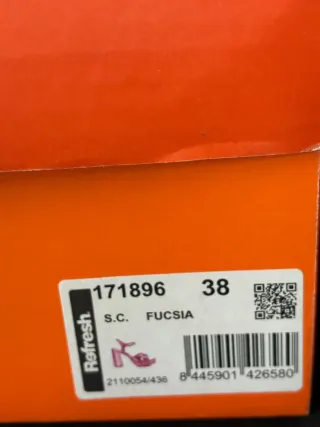 Refresh.
171896 38
S.C. FUCSIA
2110054/436
8 445901 426580